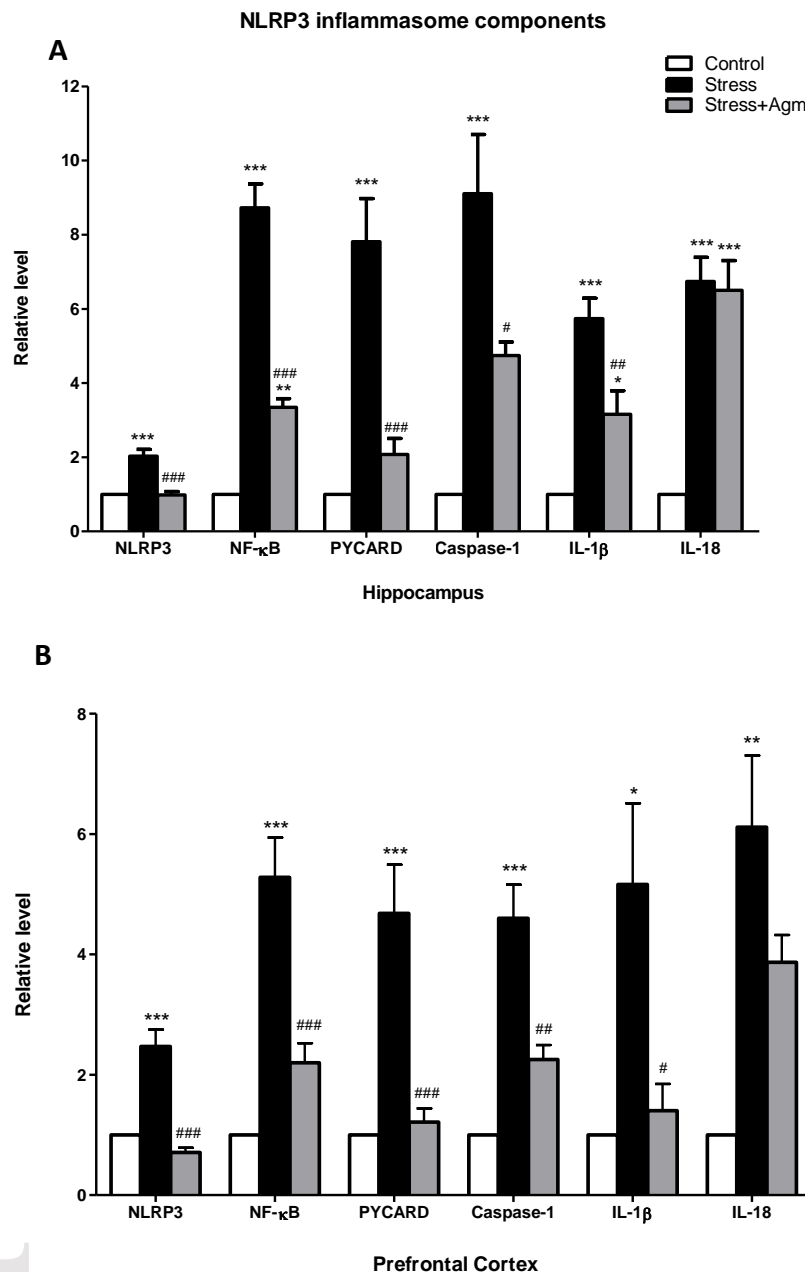 NLRP3 inflammasome components
A
Control
Stress
Stress+Agm
12
10
8
6
4
2
0
Relative level
***
###
***
###
**
***
###
***
#
***
##
*
***
***
NLRP3
NF-κB
PYCARD
Caspase-1
IL-1β
IL-18
Hippocampus
B
8
6
4
2
0
Relative level
***
###
***
###
***
###
***
##
*
#
**
NLRP3
NF-κB
PYCARD
Caspase-1
IL-1β
IL-18
Prefrontal Cortex